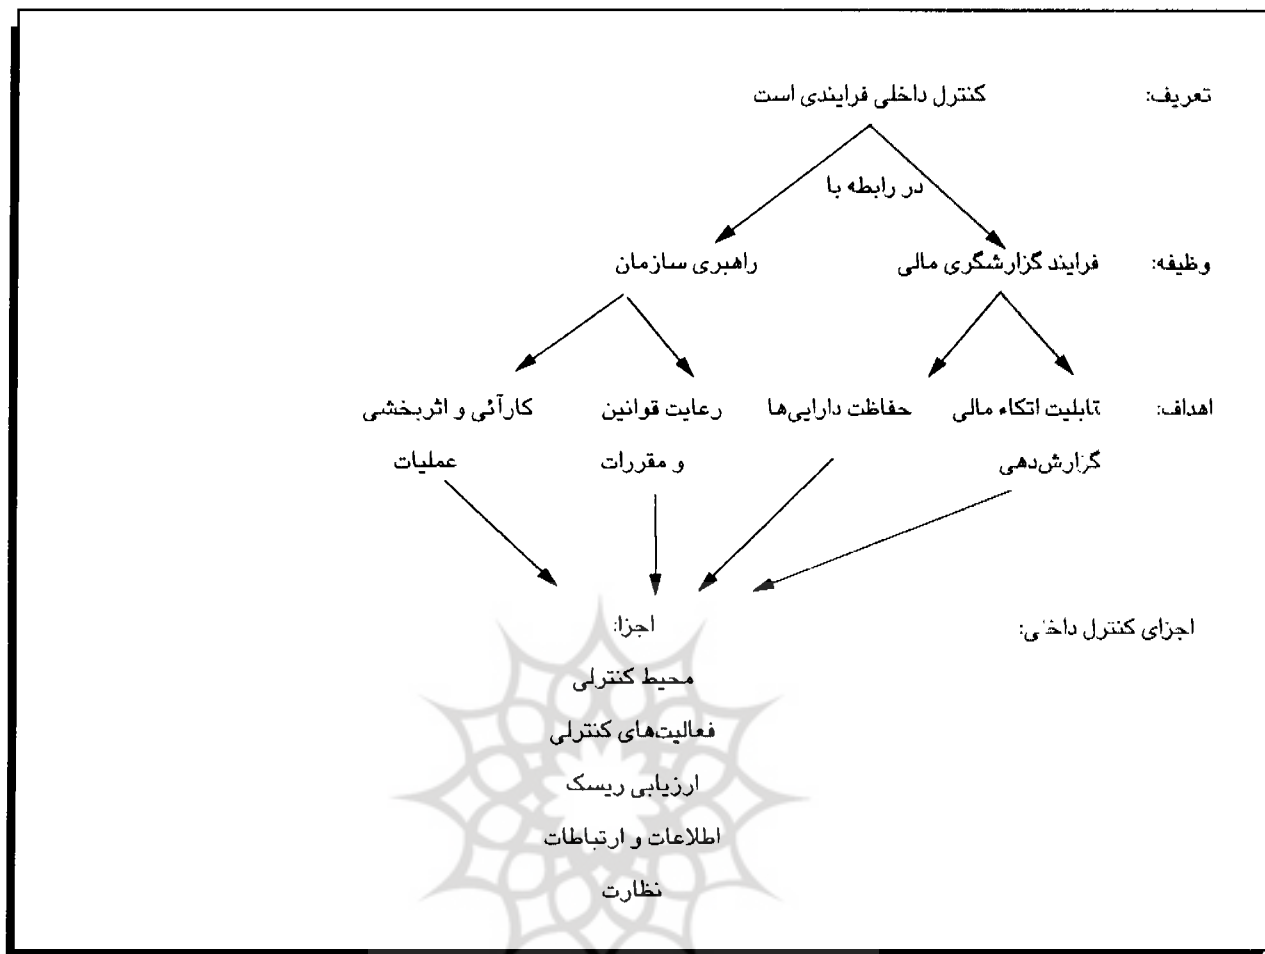 تعریف: کنترل داخلی فرایندی است
در رابطه با
وظیفه: فرایند گزارشگری مالی راهبری سازمان
اهداف: قابلیت اتکاء مالی حفاظت دارایی‌ها رعایت قوانین کارآئی و اثربخشی
گزارش‌دهی و مقررات عملیات
اجزای کنترل داخلی: اجزا:
محیط کنترلی
فعالیت‌های کنترلی
ارزیابی ریسک
اطلاعات و ارتباطات
نظارت